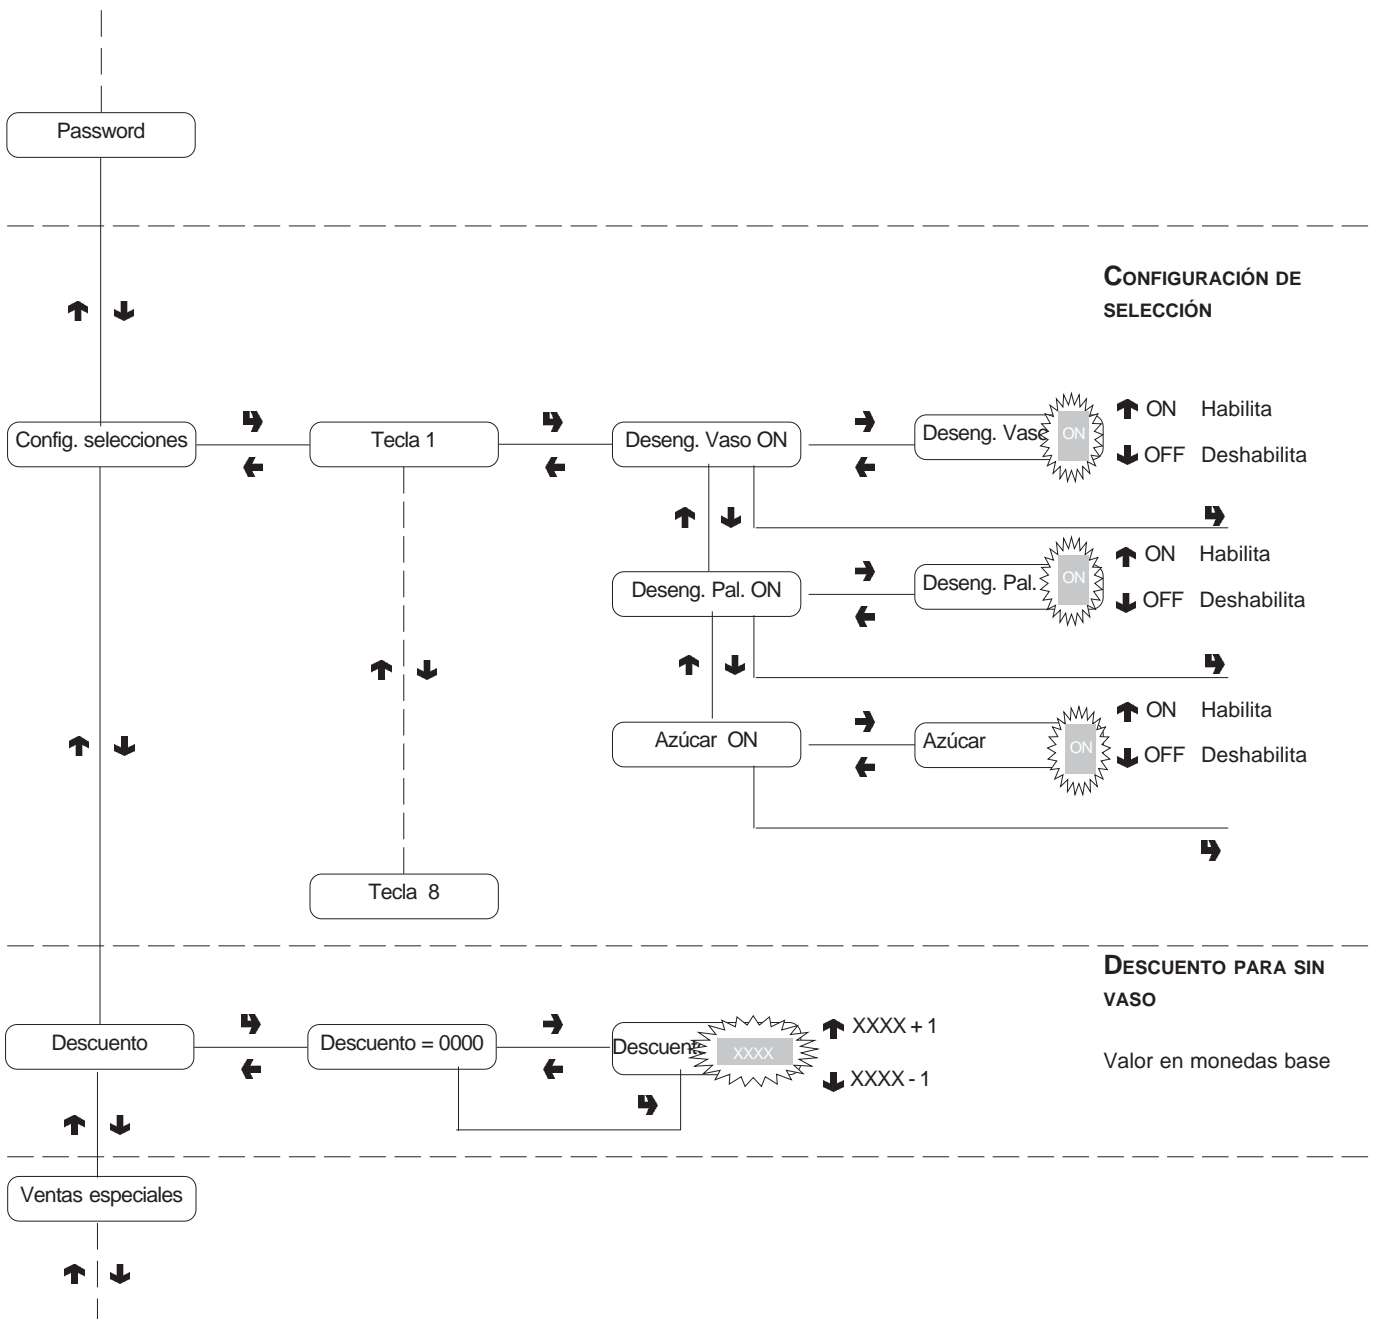 Password
CONFIGURACIÓN DE
SELECCIÓN
Config. selecciones
Tecla 1
Deseng. Vaso ON
Deseng. Vaso
ON
ON Habilita
OFF Deshabilita
Deseng. Pal. ON
Deseng. Pal.
ON
ON Habilita
OFF Deshabilita
Azúcar ON
Azúcar
ON
ON Habilita
OFF Deshabilita
Tecla 8
DESCUENTO PARA SIN
VASO
Descuento
Descuento = 0000
Descuent
XXXX
XXXX + 1
XXXX - 1
Valor en monedas base
Ventas especiales